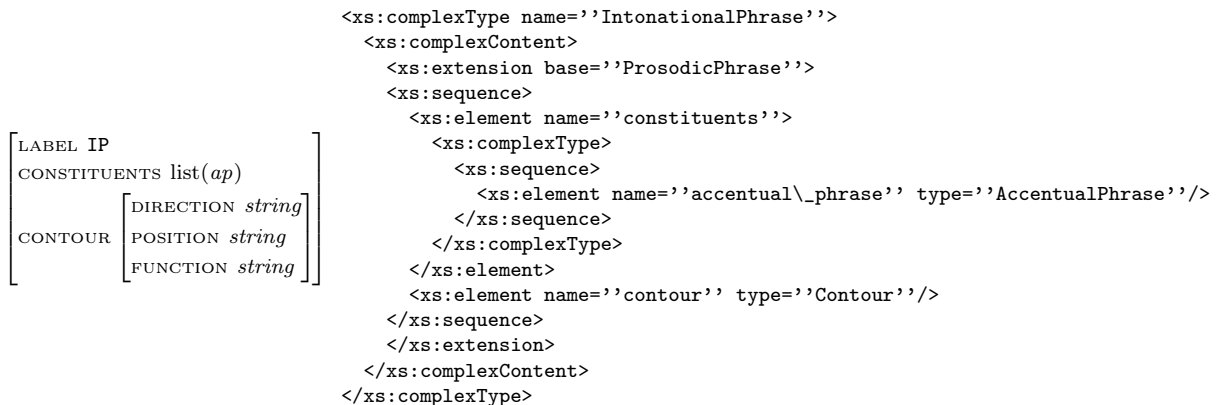 LABEL IP
CONSTITUENTS list(ap)
CONTOUR
DIRECTION string
POSITION string
FUNCTION string
<xs:complexType name=’’IntonationalPhrase’’>
<xs:complexContent>
<xs:extension base=’’ProsodicPhrase’’>
<xs:sequence>
<xs:element name=’’constituents’’>
<xs:complexType>
<xs:sequence>
<xs:element name=’’accentual\_phrase’’ type=’’AccentualPhrase’’/>
</xs:sequence>
</xs:complexType>
</xs:element>
<xs:element name=’’contour’’ type=’’Contour’’/>
</xs:sequence>
</xs:extension>
</xs:complexContent>
</xs:complexType>